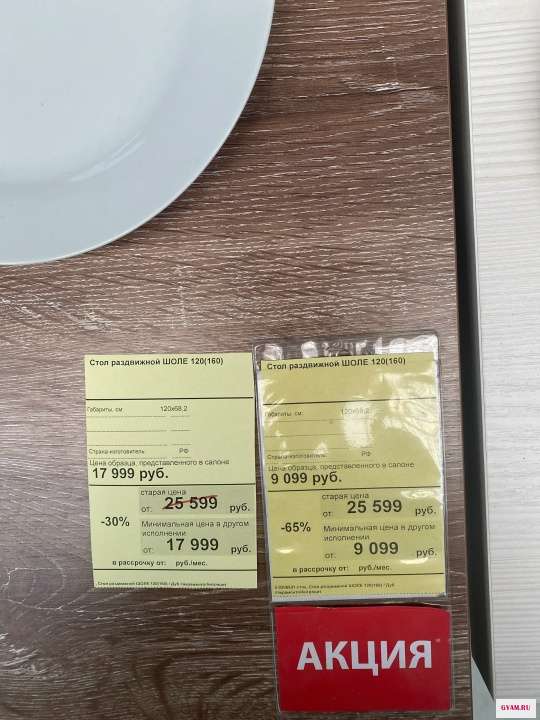 Стол раздвижной ШОЛЕ 120(160)
Габариты, см 120x68,2
Страна-изготовитель РФ
Цена образца, представленного в салоне
17 999 руб.
старая цена
от: 25 599 руб.
-30%
Минимальная цена в другом
исполнении
от: 17 999 руб.
в рассрочку от: руб./мес.
Стол раздвижной ШОЛЕ 120(160)
Габариты, см 120x68,2
Страна-изготовитель РФ
Цена образца, представленного в салоне
9 099 руб.
старая цена
от: 25 599 руб.
-65%
Минимальная цена в другом
исполнении
от: 9 099 руб.
в рассрочку от: руб./мес.
АКЦИЯ
GVAM.RU